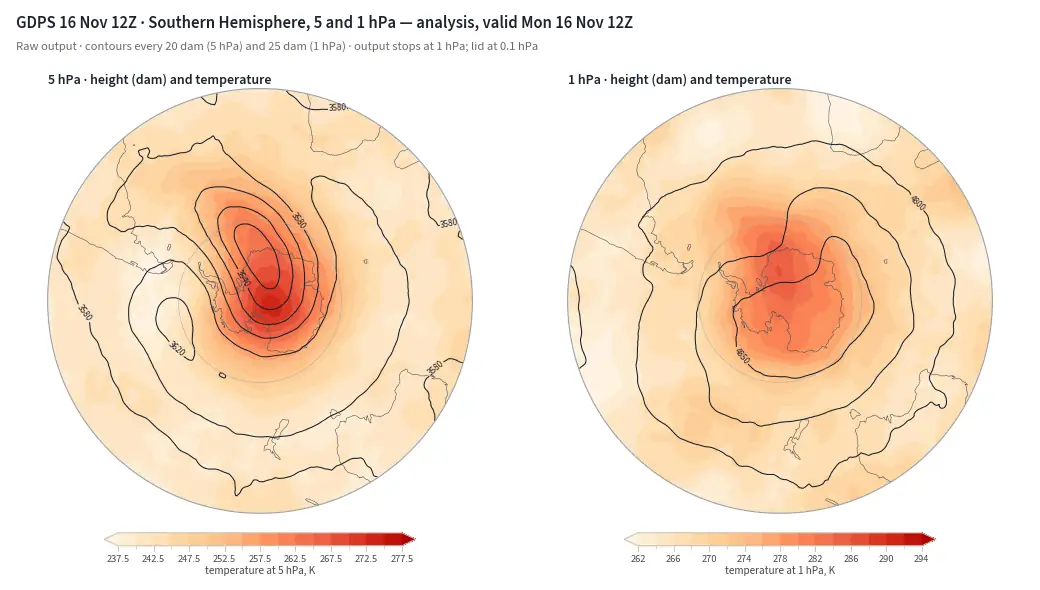 GDPS 16 Nov 12Z · Southern Hemisphere, 5 and 1 hPa — analysis, valid Mon 16 Nov 12Z
Raw output · contours every 20 dam (5 hPa) and 25 dam (1 hPa) · output stops at 1 hPa; lid at 0.1 hPa
5 hPa · height (dam) and temperature
1 hPa · height (dam) and temperature
3580
3580
3580
3580
3620
3580
4800
4850
237.5 242.5 247.5 252.5 257.5 262.5 267.5 272.5 277.5
temperature at 5 hPa, K
262 266 270 274 278 282 286 290 294
temperature at 1 hPa, K